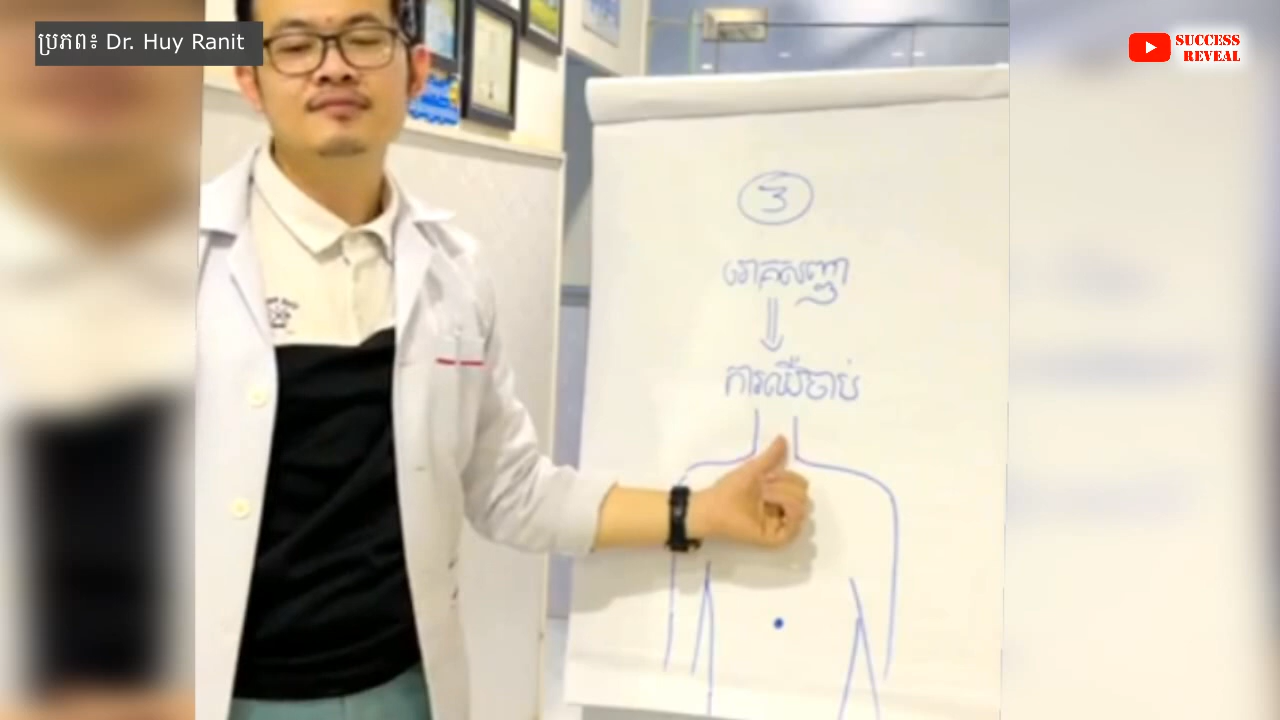 ប្រភព៖ Dr. Huy Ranit
SUCCESS
REVEAL
3
រោគសញ្ញា
ការឈឺចាប់